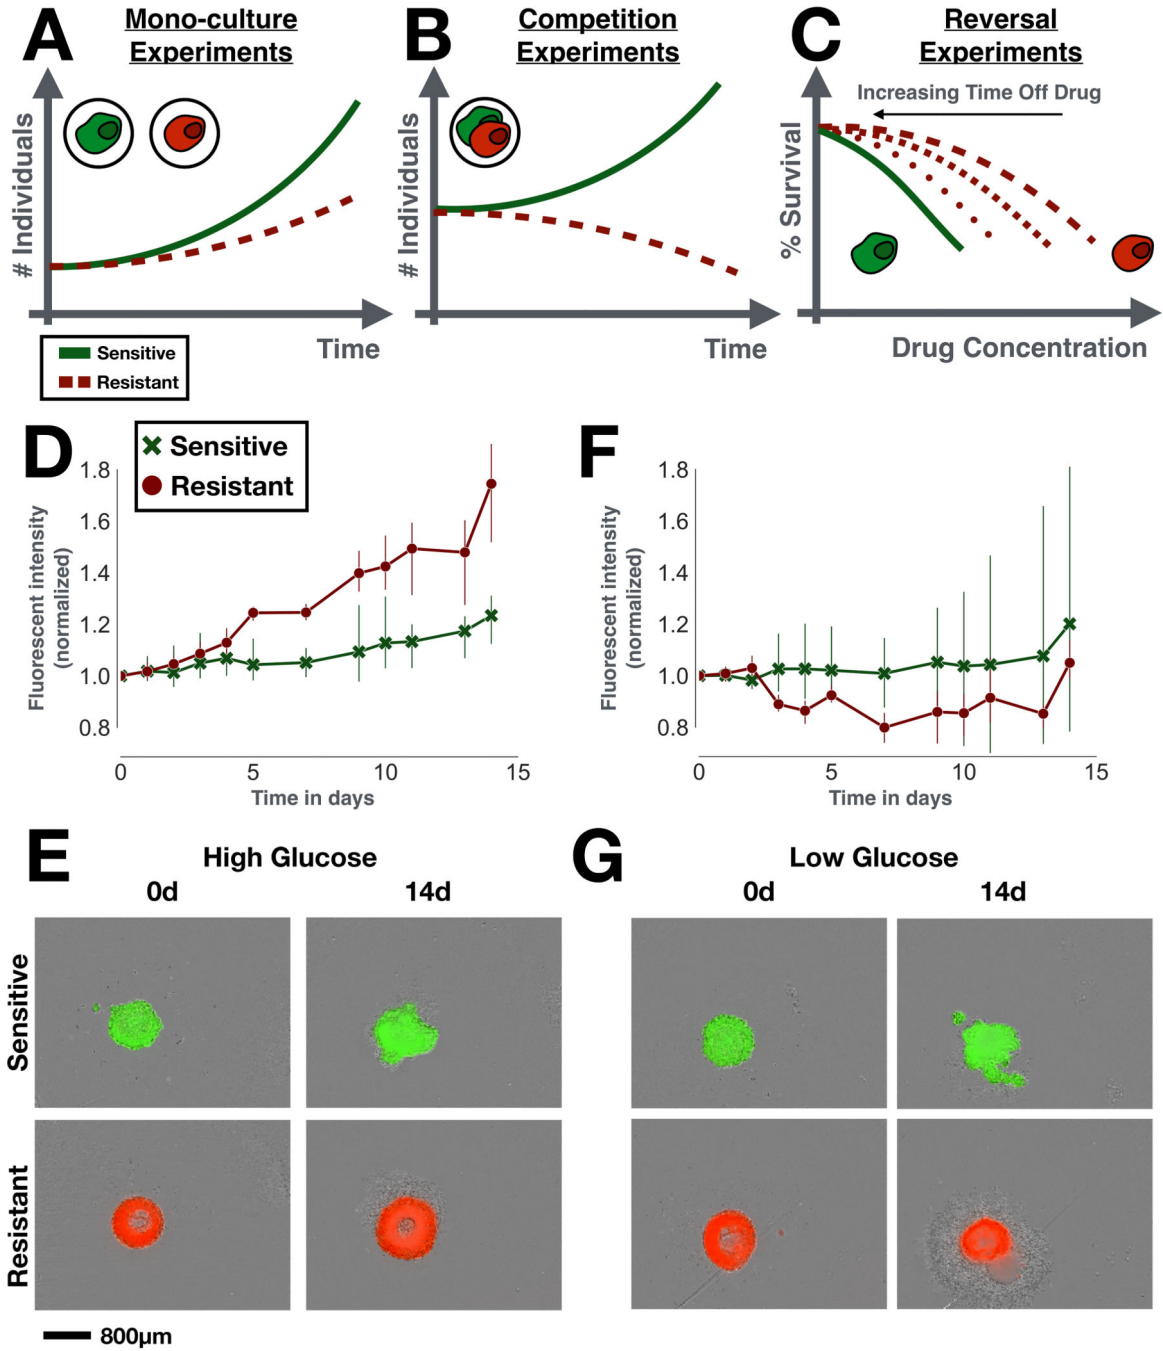 A
Mono-culture
Experiments
# Individuals
Time
Sensitive
Resistant
B
Competition
Experiments
# Individuals
Time
C
Reversal
Experiments
Increasing Time Off Drug
% Survival
Drug Concentration
D
Sensitive
Resistant
Fluorescent intensity
(normalized)
1.8
1.6
1.4
1.2
1.0
0.8
0
5
10
15
Time in days
F
Fluorescent intensity
(normalized)
1.8
1.6
1.4
1.2
1.0
0.8
0
5
10
15
Time in days
E
High Glucose
0d
14d
G
Low Glucose
0d
14d
Sensitive
Resistant
800μm